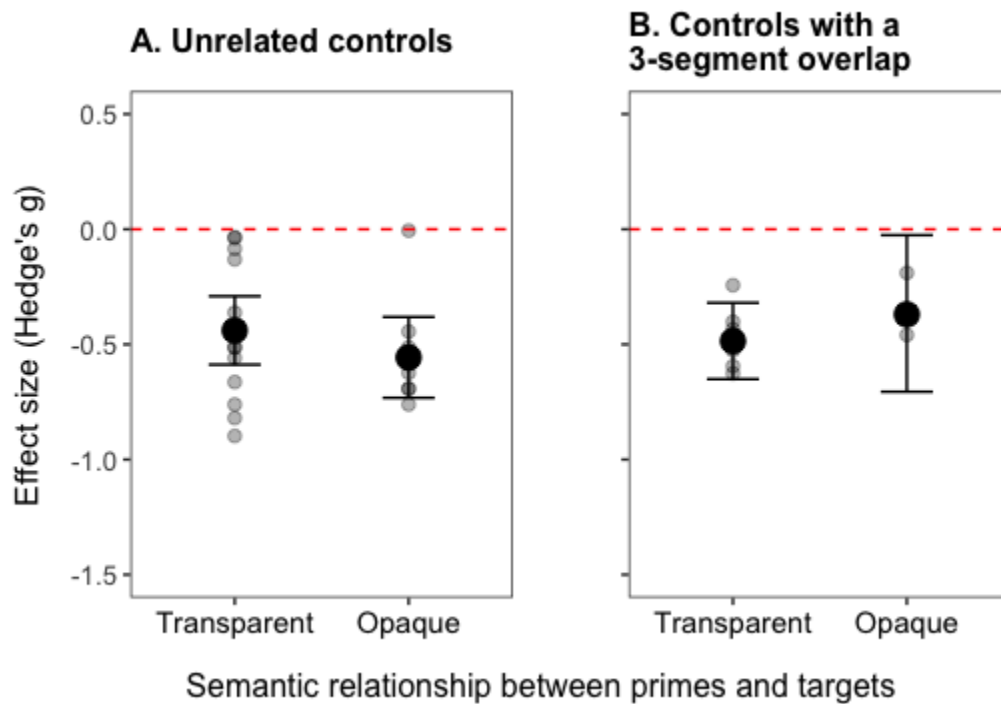 A. Unrelated controls
B. Controls with a
3-segment overlap
Effect size (Hedge's g)
0.5
0.0
-0.5
-1.0
-1.5
Transparent
Opaque
Transparent
Opaque
Semantic relationship between primes and targets